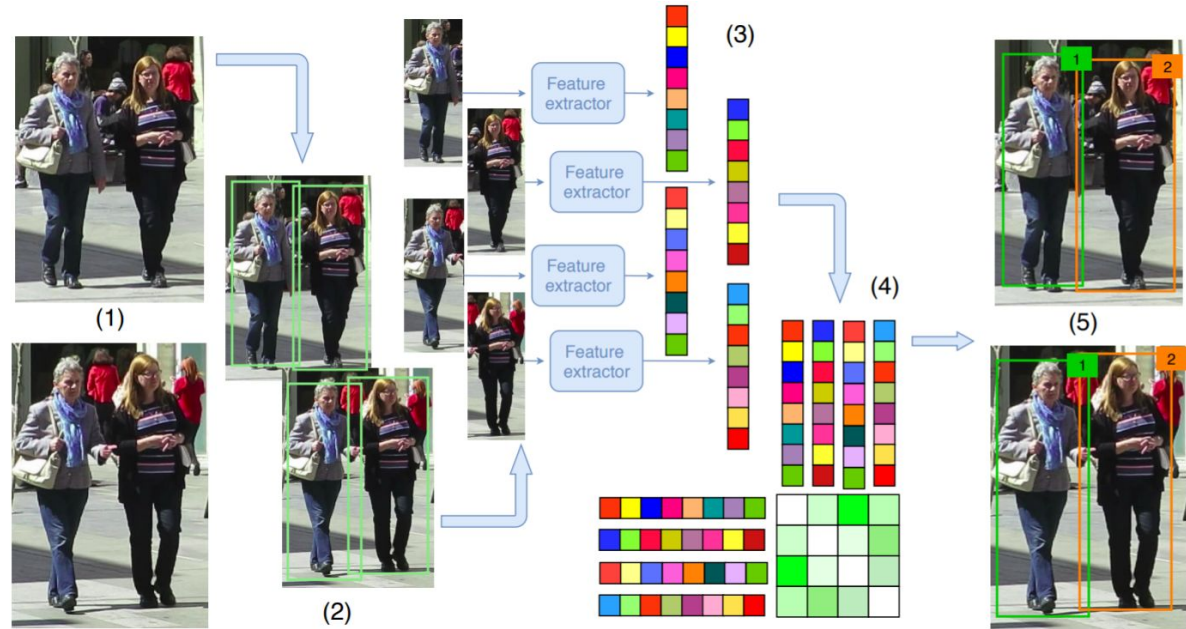 (1)
(2)
Feature
extractor
Feature
extractor
Feature
extractor
Feature
extractor
(3)
(4)
1
2
(5)
1
2